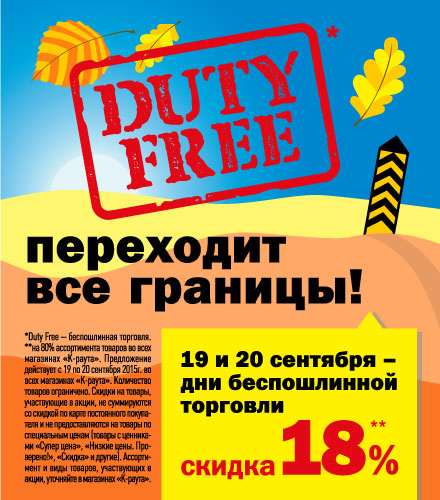 DUTY*
FREE
переходит
все границы!
*Duty Free — беспошлинная торговля.
**на 80% ассортимента товаров во всех
магазинах «К-раута». Предложение
действует с 19 по 20 сентября 2015г. во
всех магазинах «К-раута». Количество
товаров ограничено. Скидки на товары,
участвующие в акции, не суммируются
со скидкой по карте постоянного покупа-
теля и не предоставляются на товары по
специальным ценам (товары с ценника-
ми «Супер цена», «Низкие цены. Про-
верено!», «Скидка» и другие). Ассорти-
мент и виды товаров, участвующих в
акции, уточняйте в магазинах «К-раута».
19 и 20 сентября –
дни беспошлинной
торговли
скидка 18%**